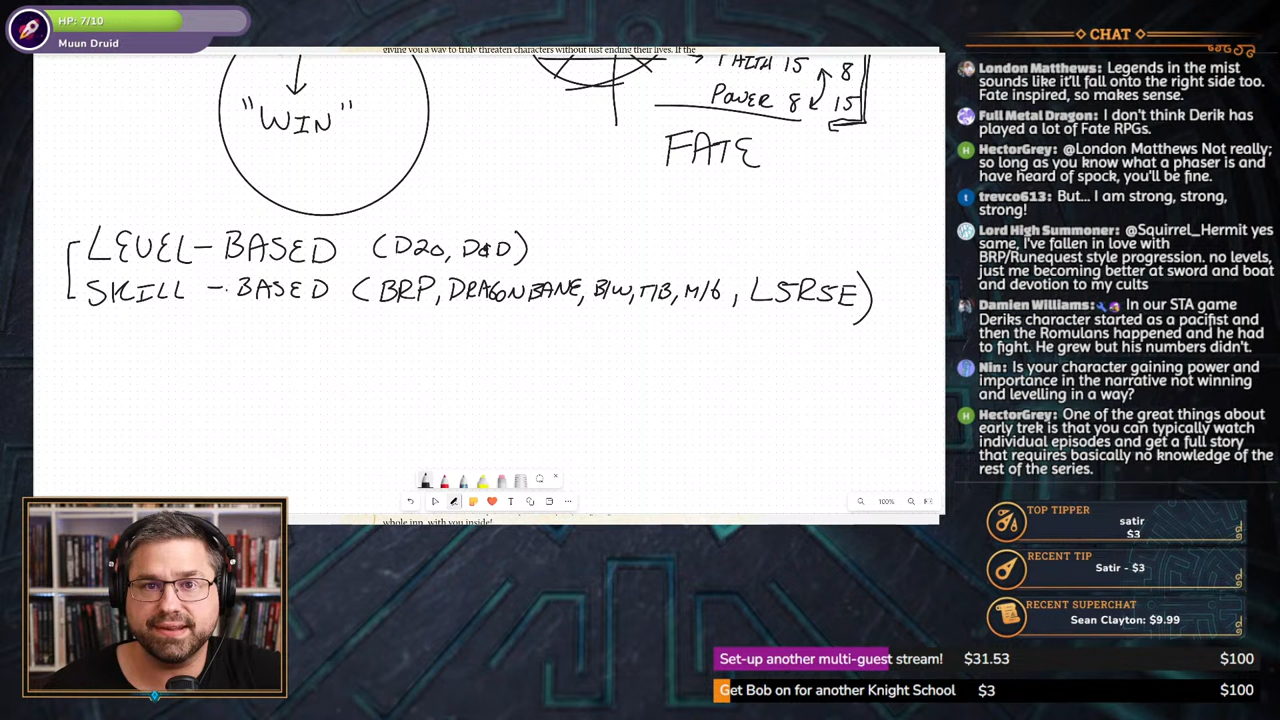 HP: 7/10
Muun Druid
giving you a way to truly threaten characters without just ending their lives. If the
"WIN"
→ FAITH 15 8
POWER 8 15
FATE
LEVEL-BASED (D20, D&D)
SKILL-BASED (BRP, DRAGONBANE, B/W, T/B, M/G, LSRSE)
100%
whole inn, with you inside!
CHAT
London Matthews: Legends in the mist
sounds like it'll fall onto the right side too.
Fate inspired, so makes sense.
Full Metal Dragon: I don't think Derik has
played a lot of Fate RPGs.
HectorGrey: @London Matthews Not really;
so long as you know what a phaser is and
have heard of spock, you'll be fine.
trevco613: But... I am strong, strong,
strong!
Lord High Summoner: @Squirrel_Hermit yes
same, I've fallen in love with
BRP/Runequest style progression. no levels,
just me becoming better at sword and boat
and devotion to my cults
Damien Williams: In our STA game
Deriks character started as a pacifist and
then the Romulans happened and he had
to fight. He grew but his numbers didn't.
Nin: Is your character gaining power and
importance in the narrative not winning
and levelling in a way?
HectorGrey: One of the great things about
early trek is that you can typically watch
individual episodes and get a full story
that requires basically no knowledge of the
rest of the series.
TOP TIPPER
satir
$3
RECENT TIP
Satir - $3
RECENT SUPERCHAT
Sean Clayton: $9.99
Set-up another multi-guest stream! $31.53 $100
Get Bob on for another Knight School $3 $100